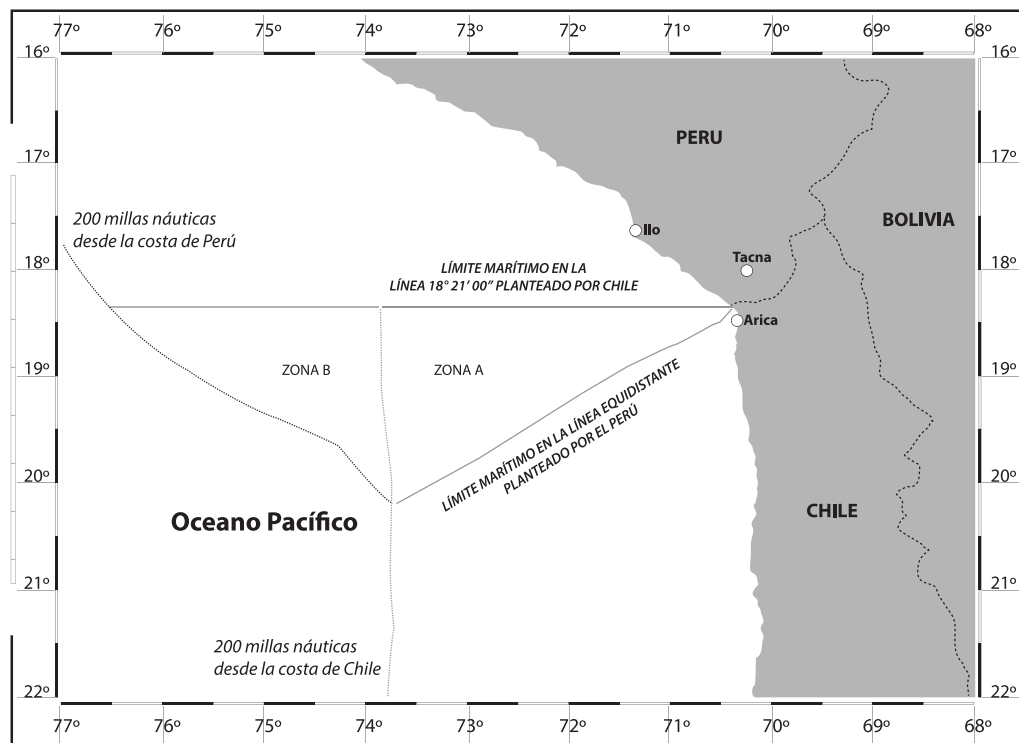 77º 76º 75º 74º 73º 72º 71º 70º 69º 68º
16º 16º
PERU
17º 17º
200 millas náuticas
desde la costa de Perú
BOLIVIA
Ilo
Tacna
18º 18º
LÍMITE MARÍTIMO EN LA
LÍNEA 18° 21′ 00″ PLANTEADO POR CHILE
Arica
ZONA B ZONA A
19º 19º
LÍMITE MARÍTIMO EN LA LÍNEA EQUIDISTANTE
PLANTEADO POR EL PERÚ
20º 20º
Oceano Pacífico
CHILE
21º 21º
200 millas náuticas
desde la costa de Chile
22º 22º
77º 76º 75º 74º 73º 72º 71º 70º 69º 68º